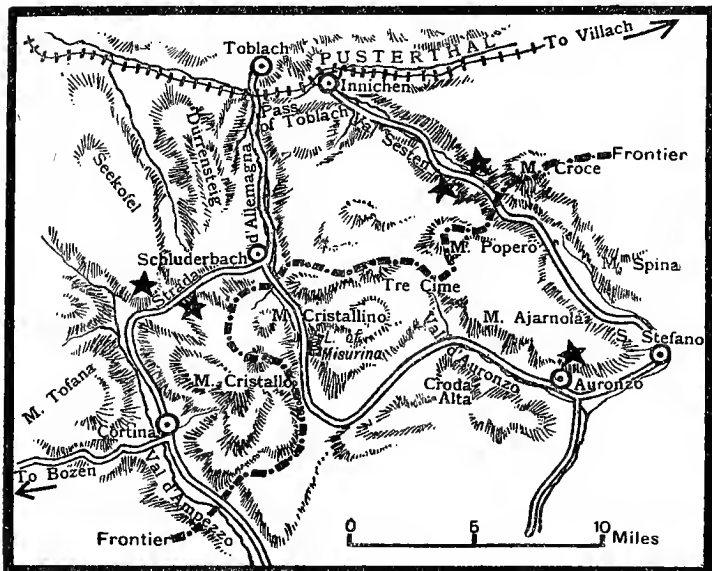 Toblach
PUSTERTHAL
To Villach
Innichen
Pass
of Toblach
Val Sesten
Dürrensteig
Seekofel
Strada
d'Allemagna
Frontier
M. Croce
M. Popero
M. Spina
Schluderbach
Tre Cime
M. Cristallino
L. of
Misurina
M. Ajarnola
S.
Stefano
Val
d'Auronzo
Auronzo
M. Tofana
M. Cristallo
Croda
Alta
Cortina
To Bozen
Val d'Ampezzo
Frontier
0 5 10 Miles